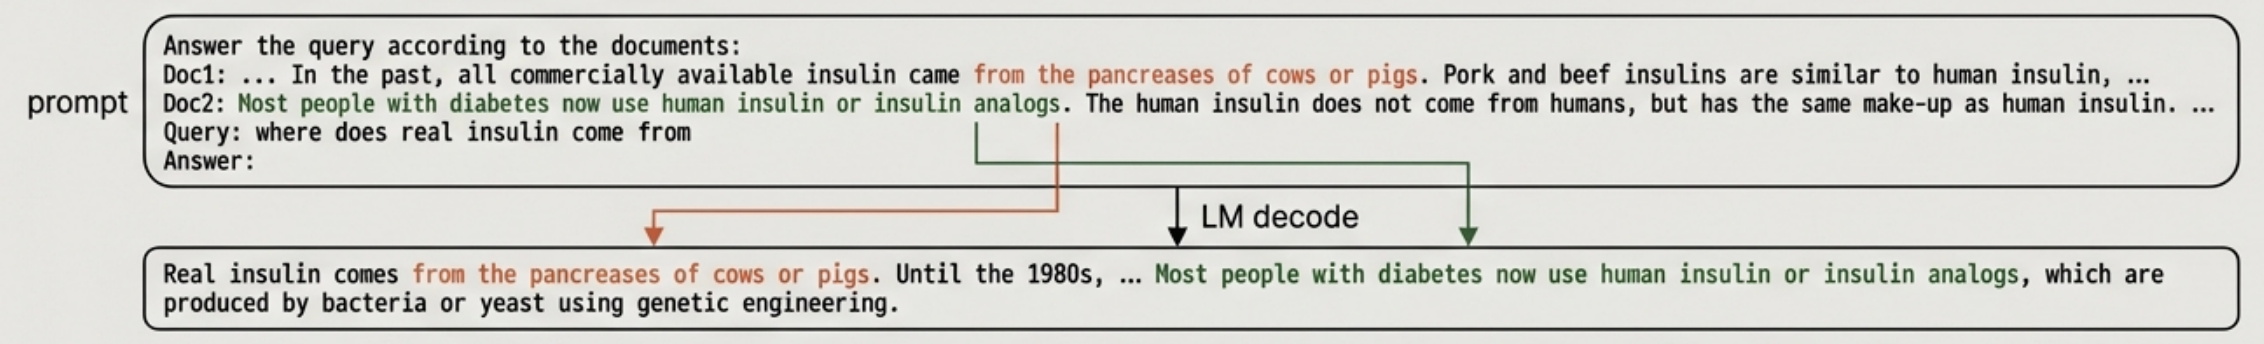 prompt
Answer the query according to the documents:
Doc1: ... In the past, all commercially available insulin came from the pancreases of cows or pigs. Pork and beef insulins are similar to human insulin, ...
Doc2: Most people with diabetes now use human insulin or insulin analogs. The human insulin does not come from humans, but has the same make-up as human insulin. ...
Query: where does real insulin come from
Answer:
LM decode
Real insulin comes from the pancreases of cows or pigs. Until the 1980s, ... Most people with diabetes now use human insulin or insulin analogs, which are
produced by bacteria or yeast using genetic engineering.